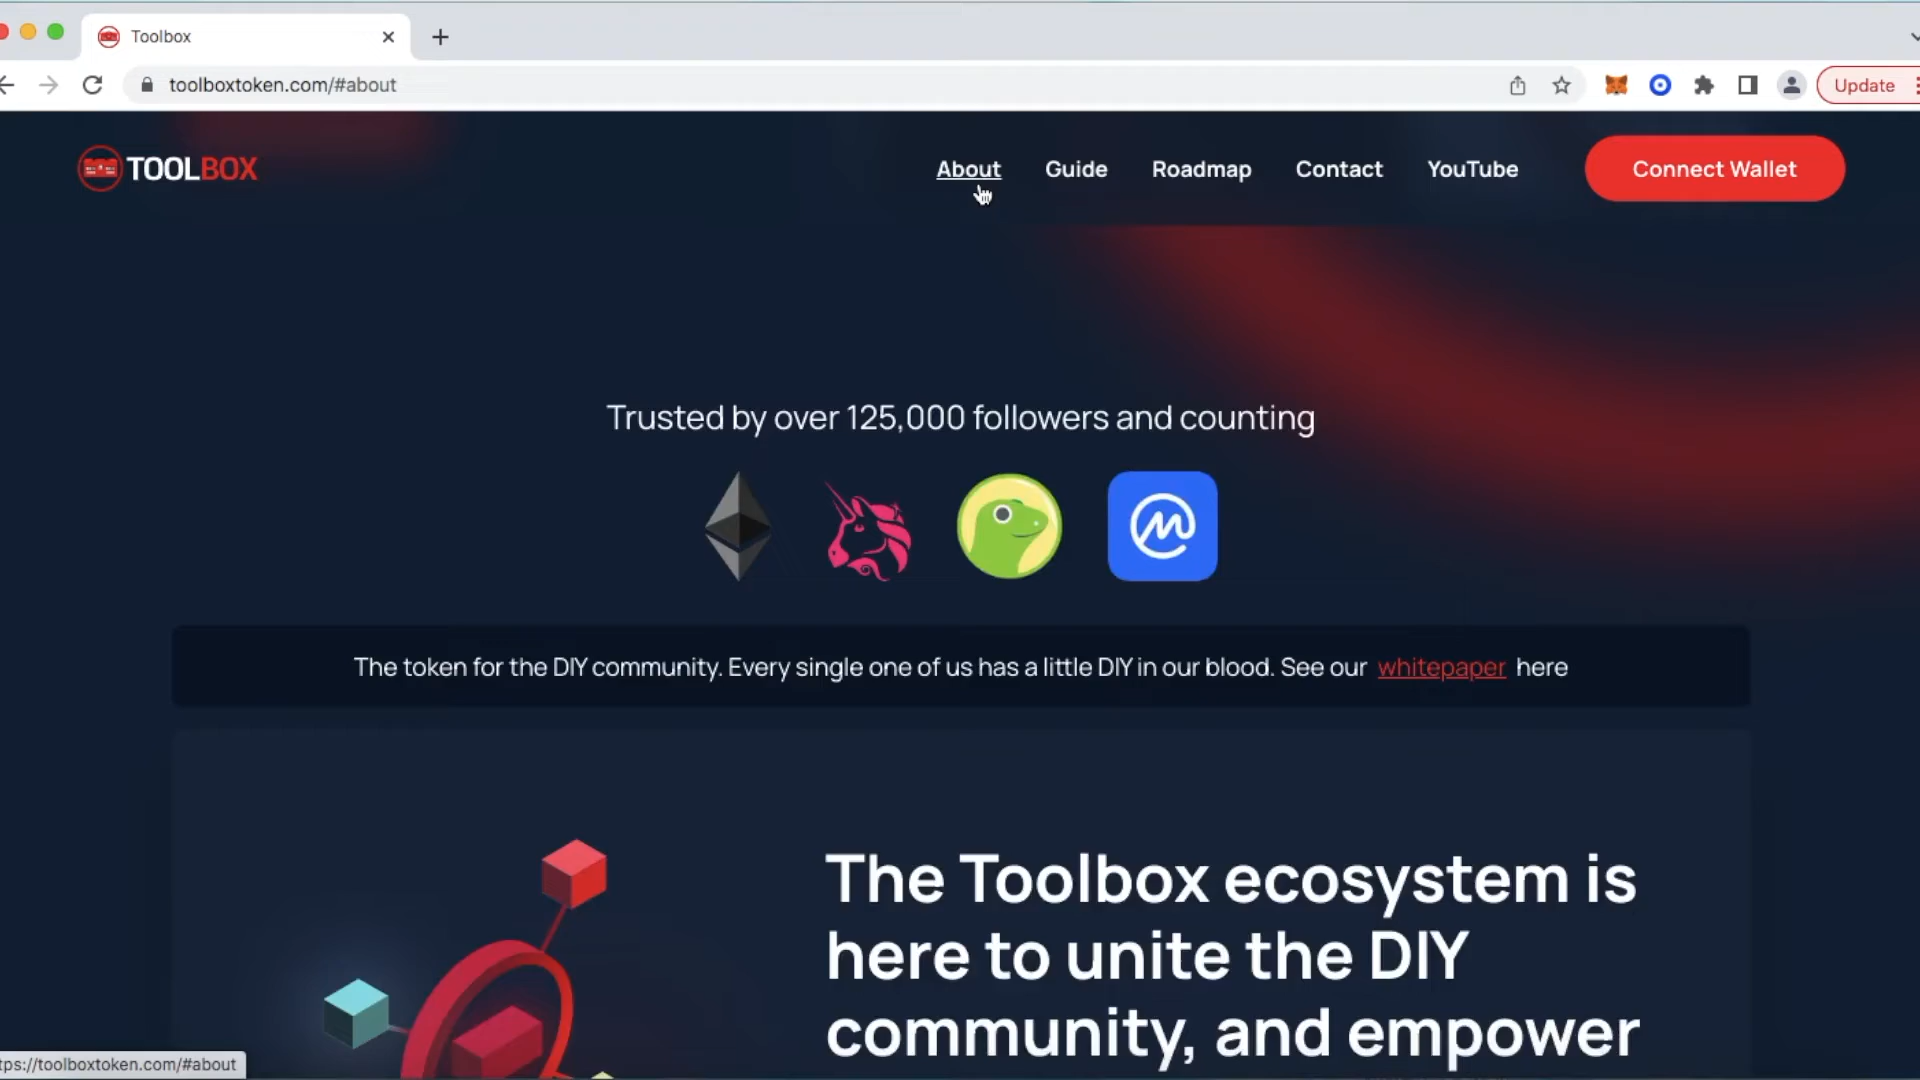 Toolbox
toolboxtoken.com/#about
Update
TOOLBOX
About Guide Roadmap Contact YouTube Connect Wallet
Trusted by over 125,000 followers and counting
The token for the DIY community. Every single one of us has a little DIY in our blood. See our whitepaper here
The Toolbox ecosystem is
here to unite the DIY
community, and empower
tps://toolboxtoken.com/#about